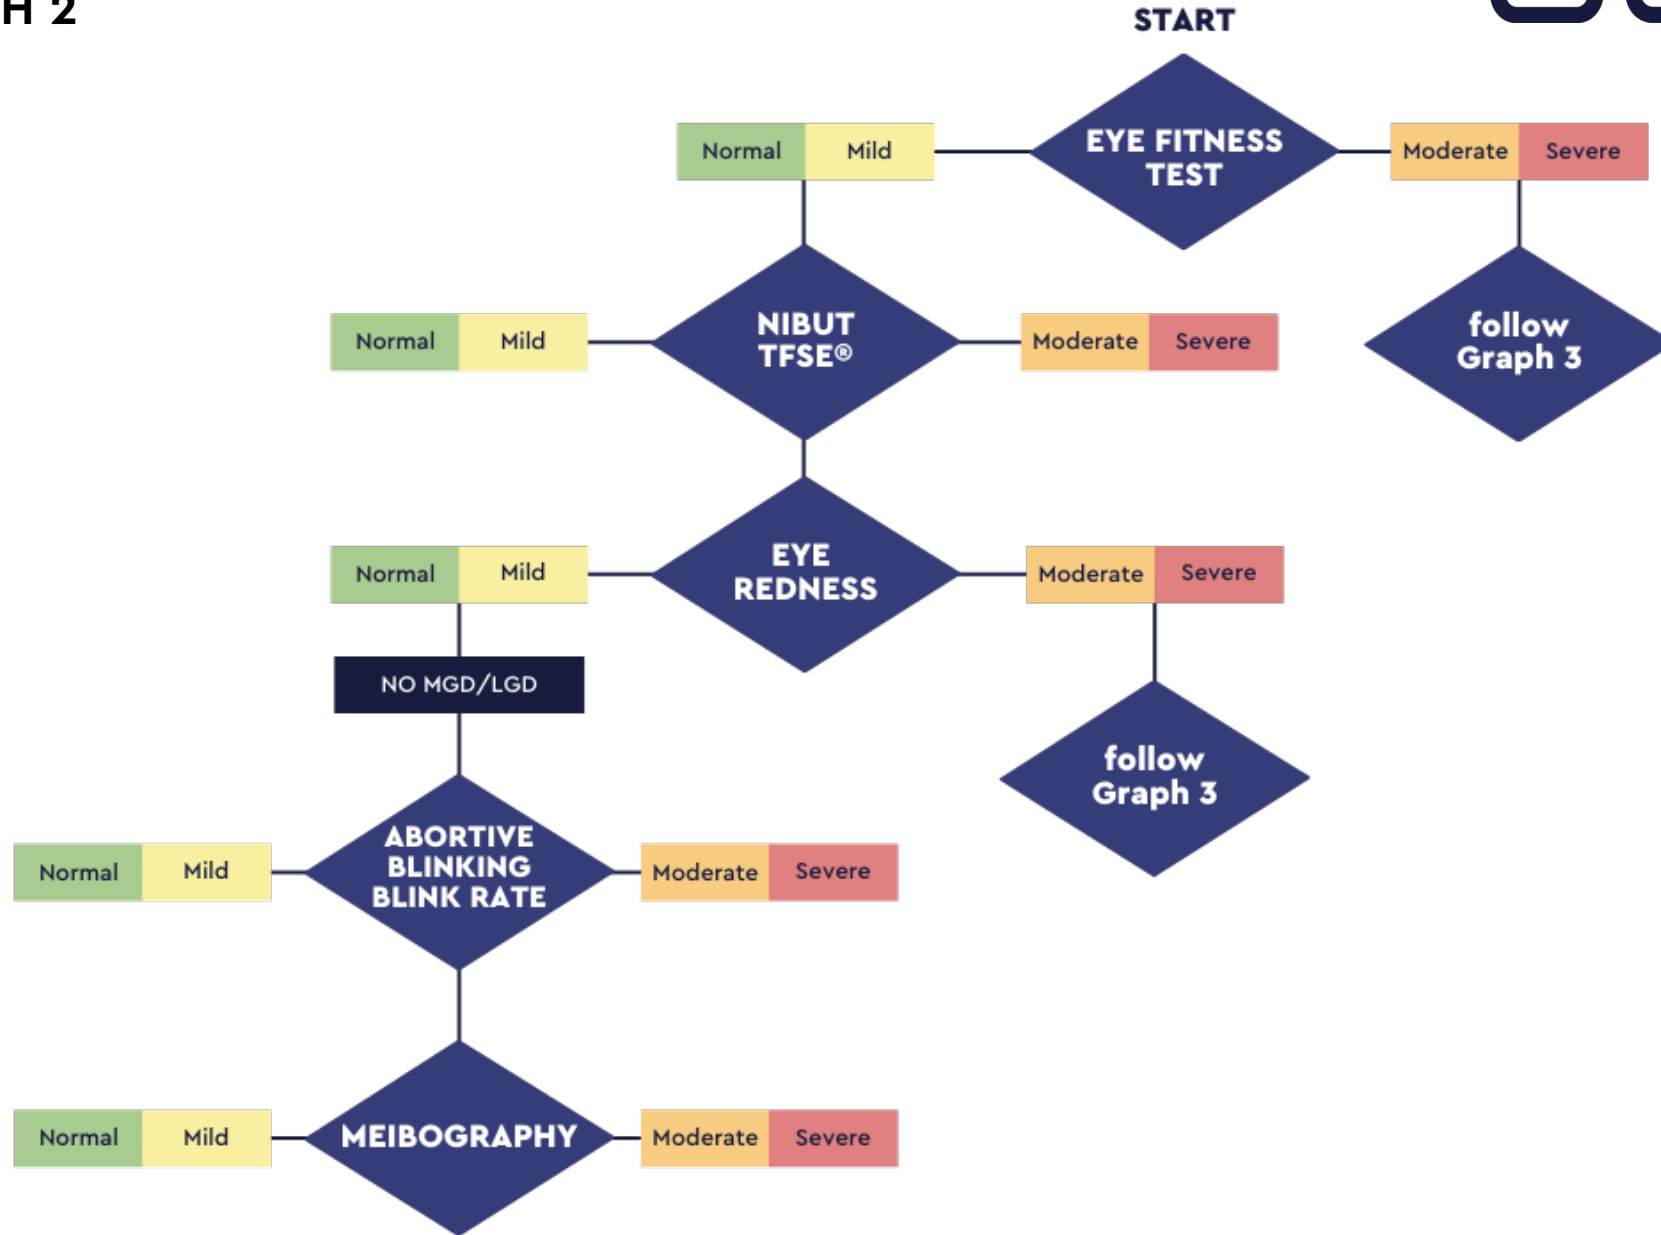 H 2
START
EYE FITNESS
TEST
Normal
Mild
Moderate
Severe
NIBUT
TFSE®
Normal
Mild
Moderate
Severe
follow
Graph 3
EYE
REDNESS
Normal
Mild
Moderate
Severe
NO MGD/LGD
follow
Graph 3
ABORTIVE
BLINKING
BLINK RATE
Normal
Mild
Moderate
Severe
MEIBOGRAPHY
Normal
Mild
Moderate
Severe